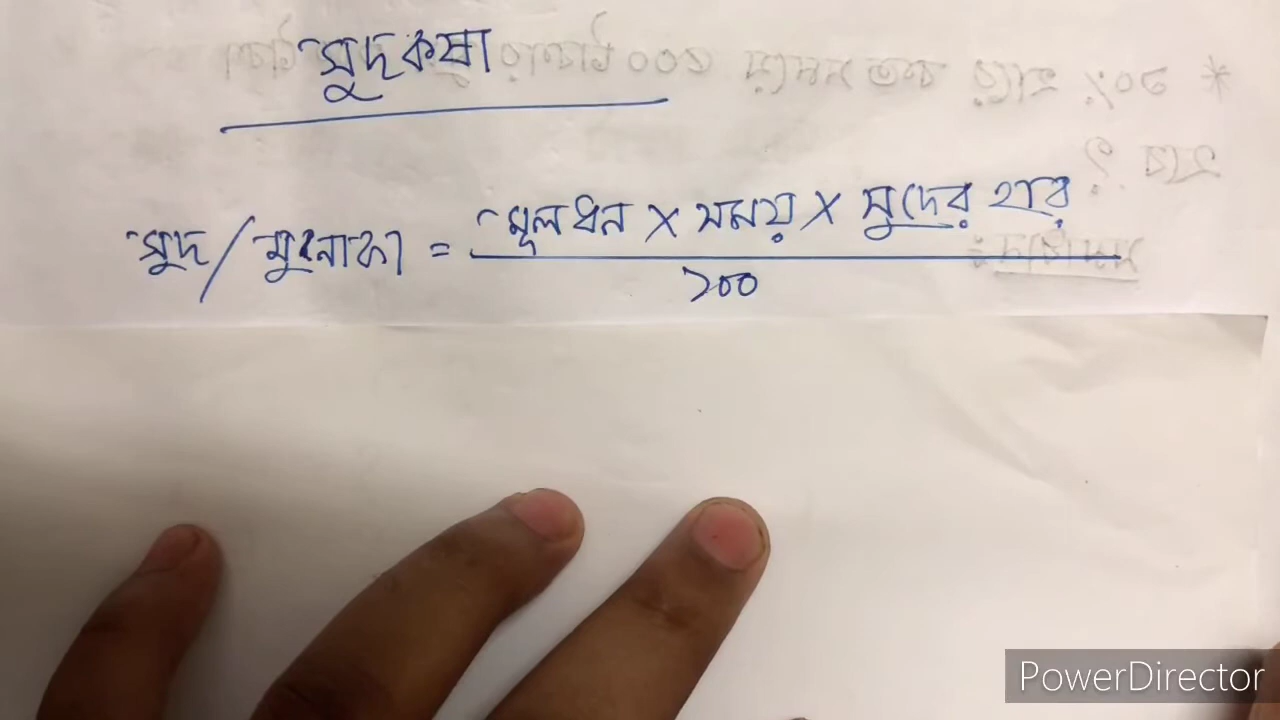 সুদকষা
সুদ/মুনাফা = মূলধন × সময় × সুদের হার
১০০
PowerDirector